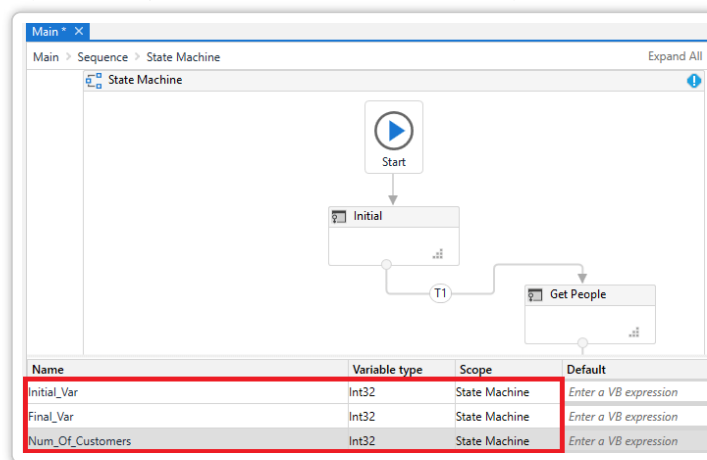 Main *
Main > Sequence > State Machine Expand All
State Machine
Start
Initial
T1
Get People
Name Variable type Scope Default
Initial_Var Int32 State Machine Enter a VB expression
Final_Var Int32 State Machine Enter a VB expression
Num_Of_Customers Int32 State Machine Enter a VB expression